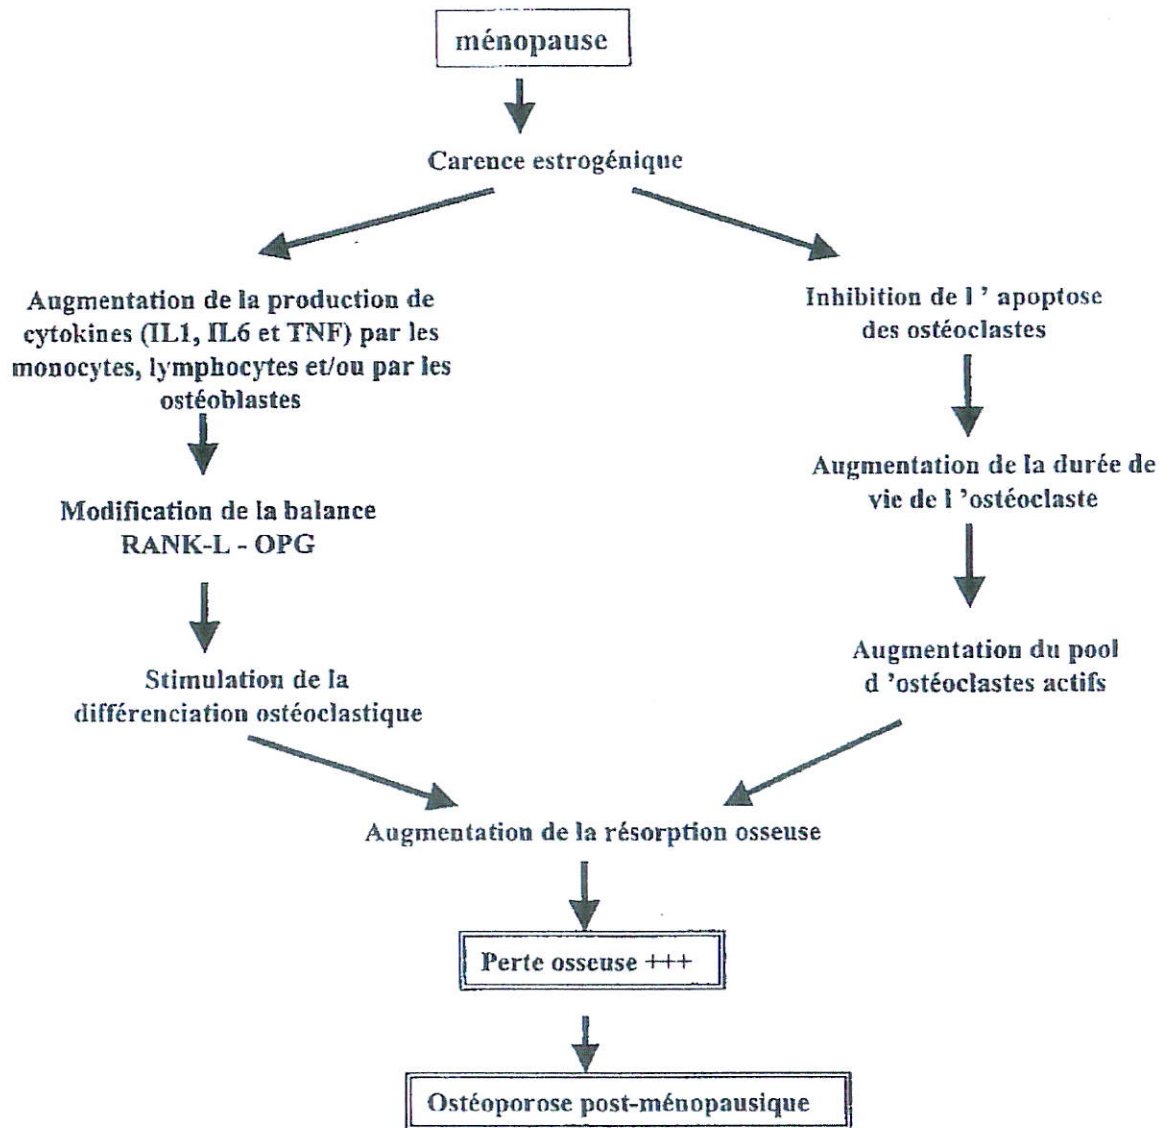 ménopause
Carence estrogénique
Augmentation de la production de
cytokines (IL1, IL6 et TNF) par les
monocytes, lymphocytes et/ou par les
ostéoblastes
Modification de la balance
RANK-L - OPG
Stimulation de la
différenciation ostéoclastique
Inhibition de l ’ apoptose
des ostéoclastes
Augmentation de la durée de
vie de l ’ostéoclaste
Augmentation du pool
d ’ostéoclastes actifs
Augmentation de la résorption osseuse
Perte osseuse +++
Ostéoporose post-ménopausique